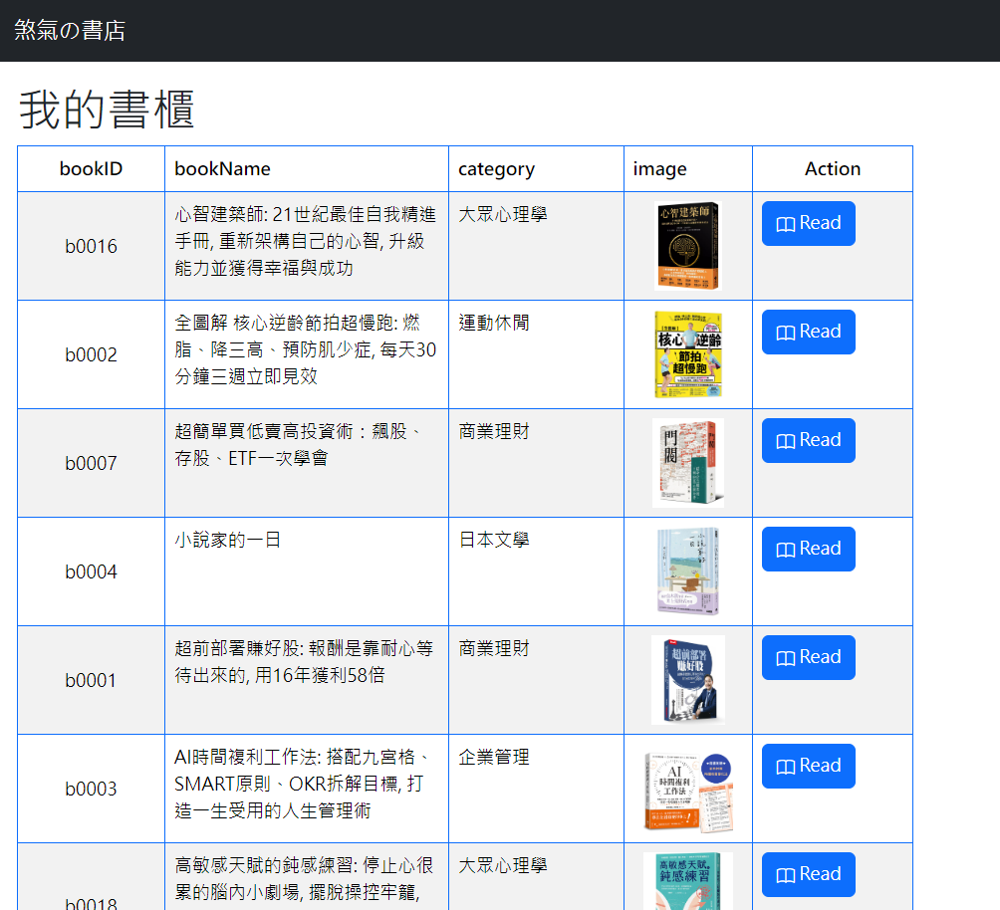 煞氣の書店
我的書櫃
bookID bookName category image Action
b0016
心智建築師: 21世紀最佳自我精進
手冊, 重新架構自己的心智, 升級
能力並獲得幸福與成功
大眾心理學
心智建築師
Read
b0002
全圖解 核心逆齡節拍超慢跑: 燃
脂、降三高、預防肌少症, 每天30
分鐘三週立即見效
運動休閒
核心逆齡
節拍
超慢跑
Read
b0007
超簡單買低賣高投資術：飆股、
存股、ETF一次學會
商業理財
門閥
Read
b0004
小說家的一日
日本文學
小說家的
一日
Read
b0001
超前部署賺好股: 報酬是靠耐心等
待出來的, 用16年獲利58倍
商業理財
超前部署
賺好股
Read
b0003
AI時間複利工作法: 搭配九宮格、
SMART原則、OKR拆解目標, 打
造一生受用的人生管理術
企業管理
AI
時間複利
工作法
Read
b0018
高敏感天賦的鈍感練習: 停止心很
累的腦內小劇場, 擺脫操控牢籠,
大眾心理學
高敏感天賦的
鈍感練習
Read